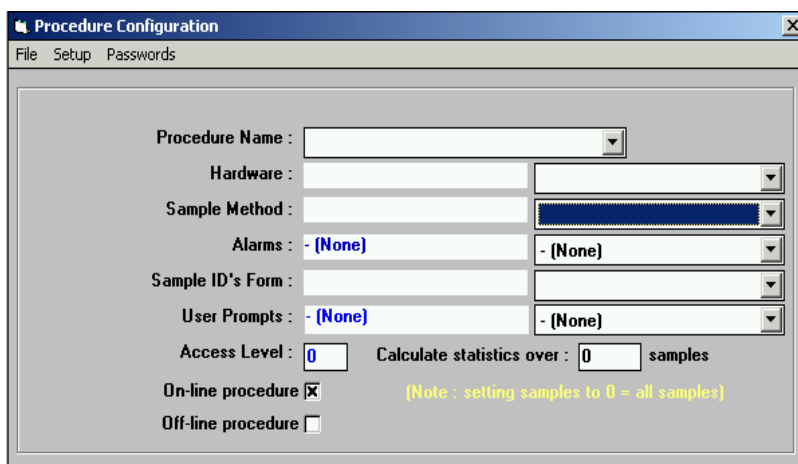 Procedure Configuration
File Setup Passwords
Procedure Name :
Hardware :
Sample Method :
Alarms : - (None) - (None)
Sample ID's Form :
User Prompts : - (None) - (None)
Access Level : 0 Calculate statistics over : 0 samples
On-line procedure (Note : setting samples to 0 = all samples)
Off-line procedure